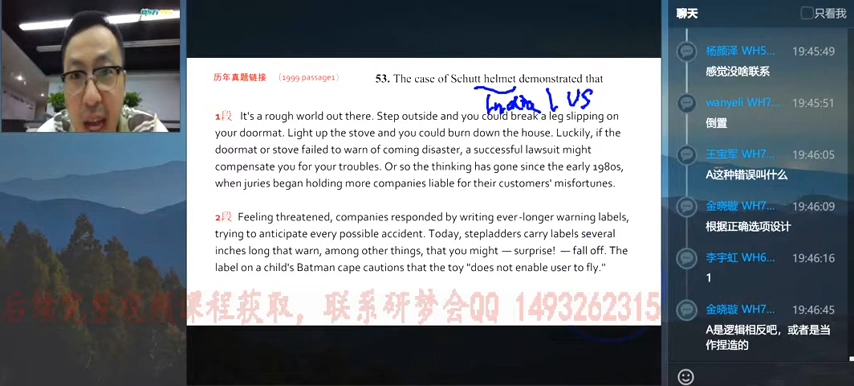 历年真题链接 (1999 passage1) 53. The case of Schutt helmet demonstrated that
India US
1段 It's a rough world out there. Step outside and you could break a leg slipping on
your doormat. Light up the stove and you could burn down the house. Luckily, if the
doormat or stove failed to warn of coming disaster, a successful lawsuit might
compensate you for your troubles. Or so the thinking has gone since the early 1980s,
when juries began holding more companies liable for their customers' misfortunes.
2段 Feeling threatened, companies responded by writing ever-longer warning labels,
trying to anticipate every possible accident. Today, stepladders carry labels several
inches long that warn, among other things, that you might — surprise! — fall off. The
label on a child's Batman cape cautions that the toy "does not enable user to fly."
后续完整视频课程获取，联系研梦会QQ 1493262315
聊天 只看我
杨颜泽 WH5... 19:45:49
感觉没啥联系
wanyeli WH7... 19:45:51
倒置
王宝军 WH7... 19:46:05
A这种错误叫什么
金晓璇 WH7... 19:46:09
根据正确选项设计
李宇虹 WH6... 19:46:16
1
金晓璇 WH7... 19:46:45
A是逻辑相反吧，或者是当
作捏造的